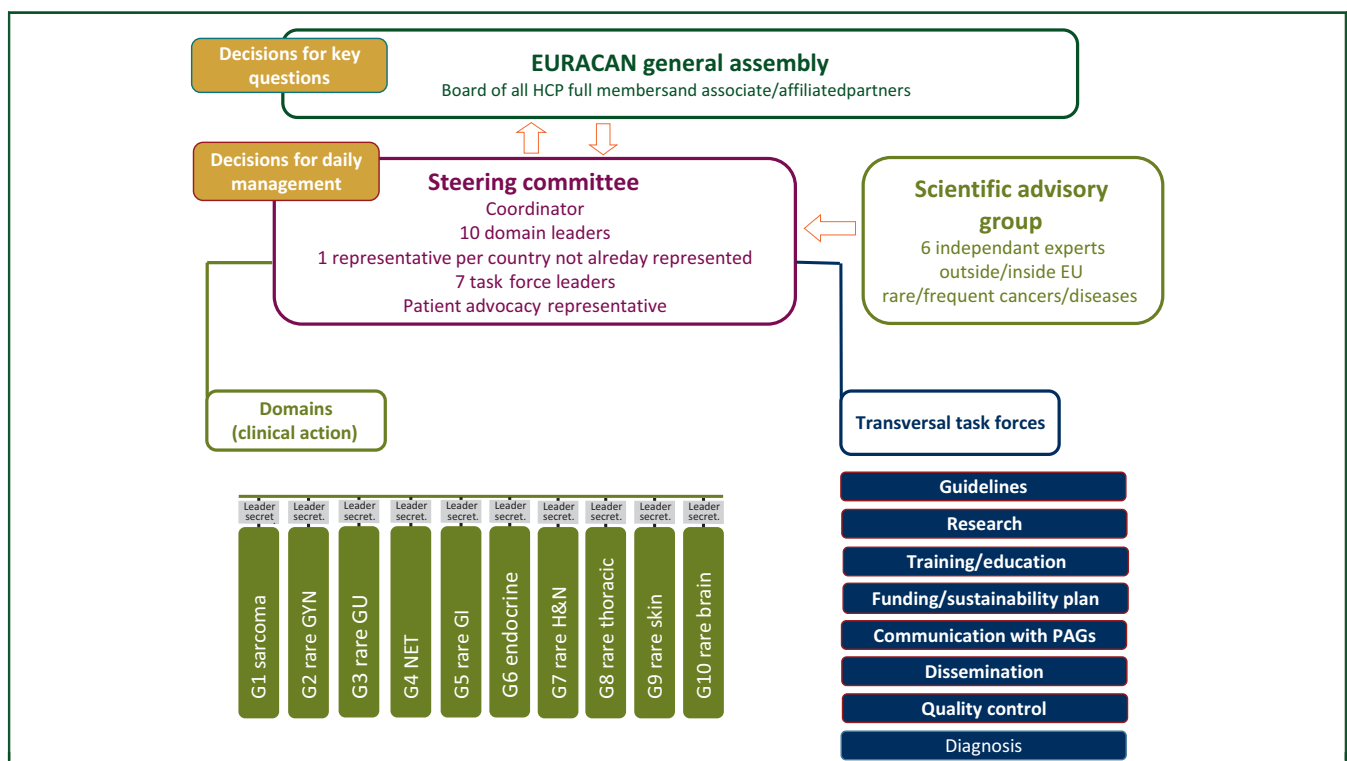 Decisions for key
questions
EURACAN general assembly
Board of all HCP full membersand associate/affiliatedpartners
Decisions for daily
management
Steering committee
Coordinator
10 domain leaders
1 representative per country not alreday represented
7 task force leaders
Patient advocacy representative
Scientific advisory
group
6 independant experts
outside/inside EU
rare/frequent cancers/diseases
Domains
(clinical action)
Transversal task forces
Leader
secret.
Leader
secret.
Leader
secret.
Leader
secret.
Leader
secret.
Leader
secret.
Leader
secret.
Leader
secret.
Leader
secret.
Leader
secret.
G1 sarcoma
G2 rare GYN
G3 rare GU
G4 NET
G5 rare GI
G6 endocrine
G7 rare H&N
G8 rare thoracic
G9 rare skin
G10 rare brain
Guidelines
Research
Training/education
Funding/sustainability plan
Communication with PAGs
Dissemination
Quality control
Diagnosis